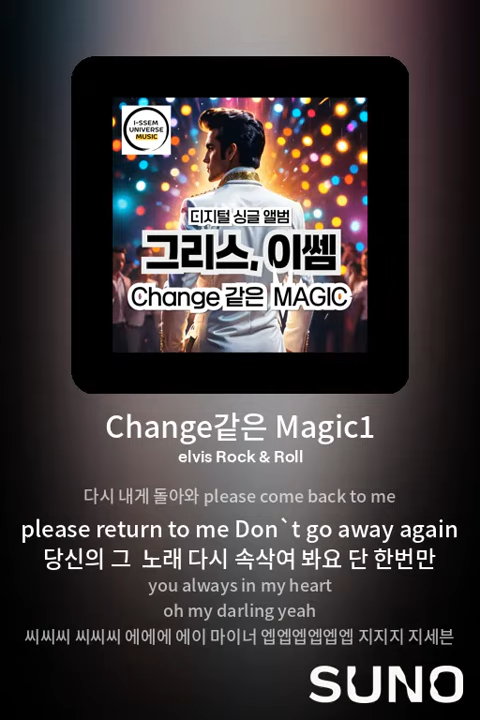 I-SSEM
UNIVERSE
MUSIC
디지털 싱글 앨범
그리스, 이쎔
Change 같은 MAGIC
Change같은 Magic1
elvis Rock & Roll
다시 내게 돌아와 please come back to me
please return to me Don`t go away again
당신의 그 노래 다시 속삭여 봐요 단 한번만
you always in my heart
oh my darling yeah
씨씨씨 씨씨씨 에에에 에이 마이너 엡엡엡엡엡엡 지지지 지세븐
SUNO